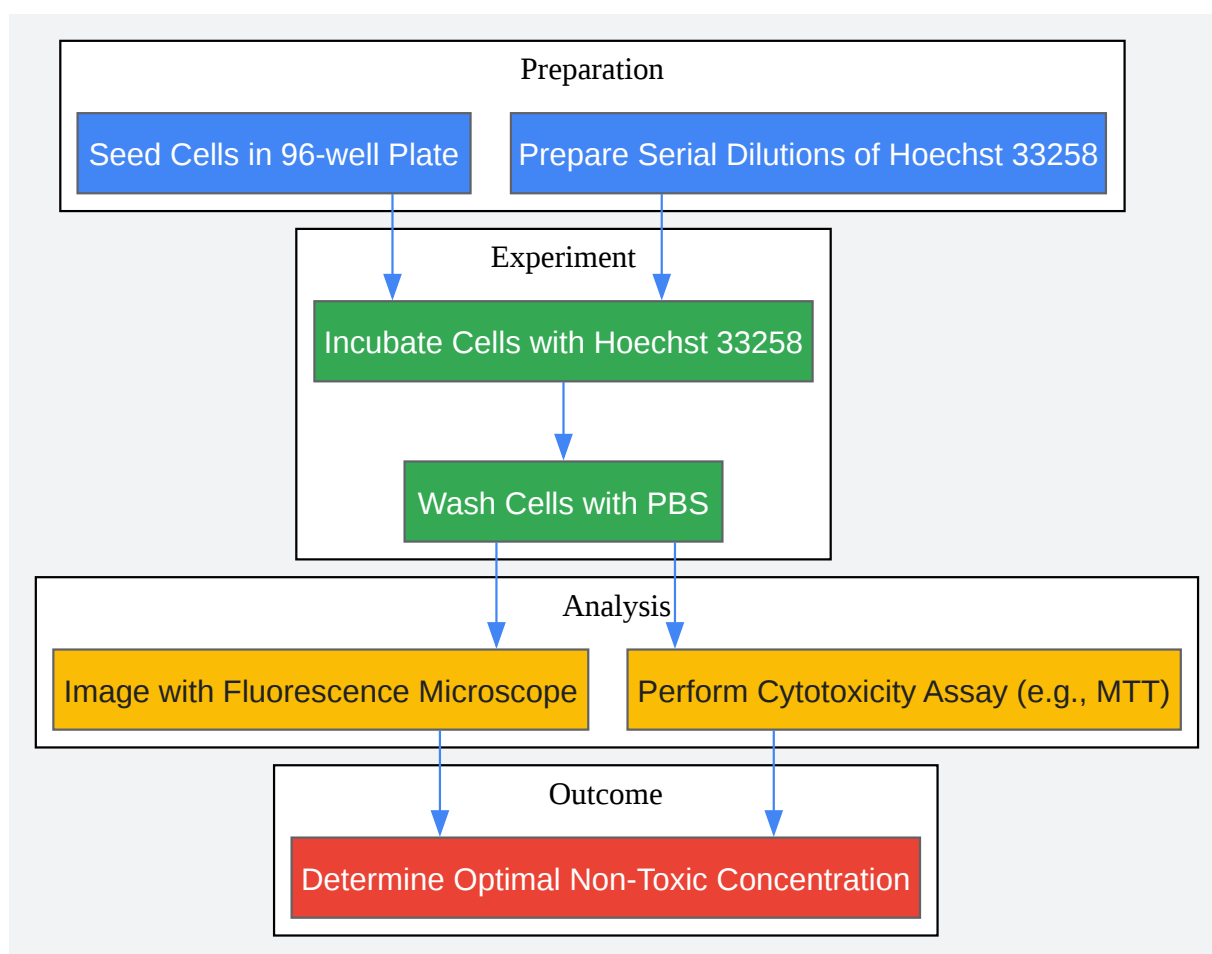 Preparation
Seed Cells in 96-well Plate
Prepare Serial Dilutions of Hoechst 33258
Experiment
Incubate Cells with Hoechst 33258
Wash Cells with PBS
Analysis
Image with Fluorescence Microscope
Perform Cytotoxicity Assay (e.g., MTT)
Outcome
Determine Optimal Non-Toxic Concentration